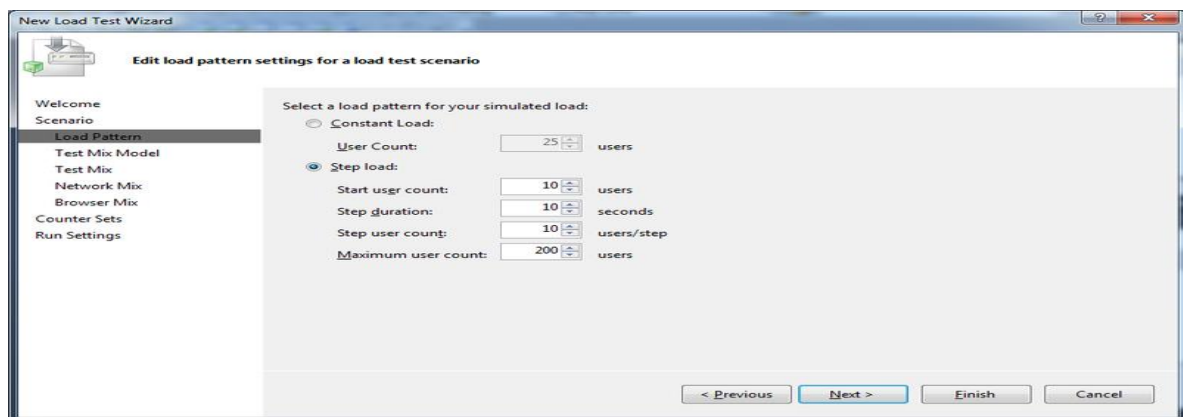 New Load Test Wizard
Edit load pattern settings for a load test scenario
Welcome
Scenario
Load Pattern
Test Mix Model
Test Mix
Network Mix
Browser Mix
Counter Sets
Run Settings
Select a load pattern for your simulated load:
Constant Load:
User Count: 25 users
Step load:
Start user count: 10 users
Step duration: 10 seconds
Step user count: 10 users/step
Maximum user count: 200 users
< Previous Next > Finish Cancel